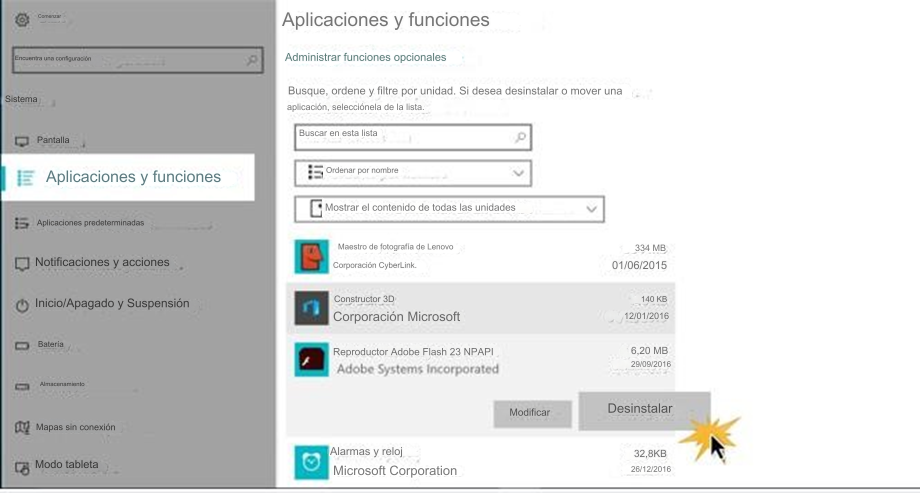 Comenzar
Encuentra una configuración
Sistema
Pantalla
Aplicaciones y funciones
Aplicaciones predeterminadas
Notificaciones y acciones
Inicio/Apagado y Suspensión
Batería
Almacenamiento
Mapas sin conexión
Modo tableta
Aplicaciones y funciones
Administrar funciones opcionales
Busque, ordene y filtre por unidad. Si desea desinstalar o mover una
aplicación, selecciónela de la lista.
Buscar en esta lista
Ordenar por nombre
Mostrar el contenido de todas las unidades
Maestro de fotografía de Lenovo 334 MB
Corporación CyberLink. 01/06/2015
Constructor 3D 140 KB
Corporación Microsoft 12/01/2016
Reproductor Adobe Flash 23 NPAPI 6,20 MB
Adobe Systems Incorporated 29/09/2016
Modificar Desinstalar
Alarmas y reloj 32,8KB
Microsoft Corporation 26/12/2016